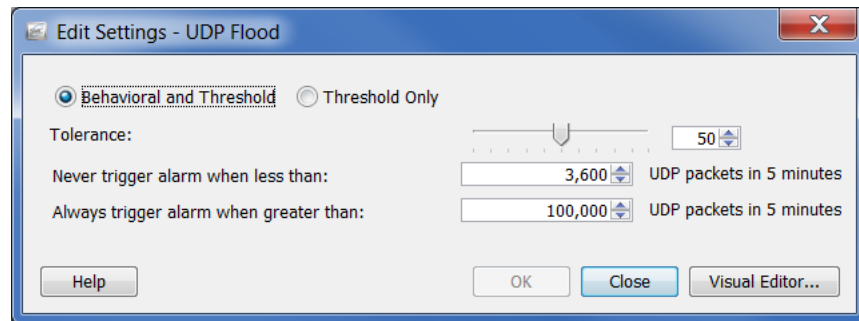 Edit Settings - UDP Flood
Behavioral and Threshold Threshold Only
Tolerance: 50
Never trigger alarm when less than: 3,600 UDP packets in 5 minutes
Always trigger alarm when greater than: 100,000 UDP packets in 5 minutes
Help OK Close Visual Editor...